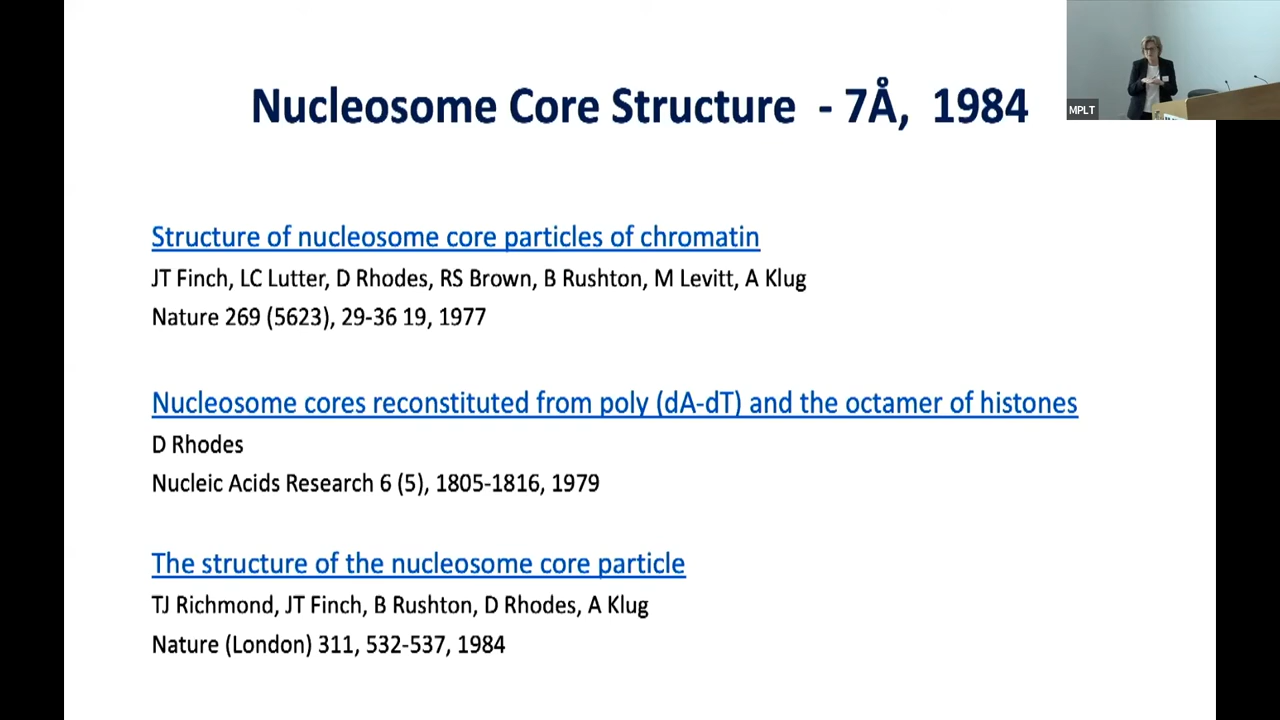 Nucleosome Core Structure - 7Å, 1984
MPLT
Structure of nucleosome core particles of chromatin
JT Finch, LC Lutter, D Rhodes, RS Brown, B Rushton, M Levitt, A Klug
Nature 269 (5623), 29-36 19, 1977
Nucleosome cores reconstituted from poly (dA-dT) and the octamer of histones
D Rhodes
Nucleic Acids Research 6 (5), 1805-1816, 1979
The structure of the nucleosome core particle
TJ Richmond, JT Finch, B Rushton, D Rhodes, A Klug
Nature (London) 311, 532-537, 1984